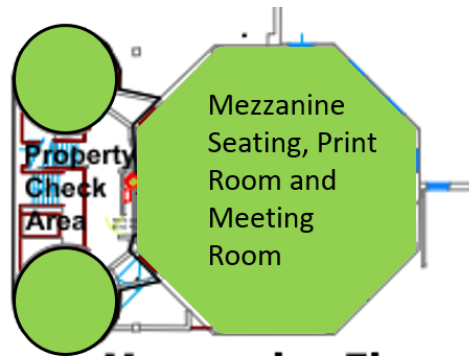 Mezzanine
Seating, Print
Room and
Meeting
Room
Property
Check
Area